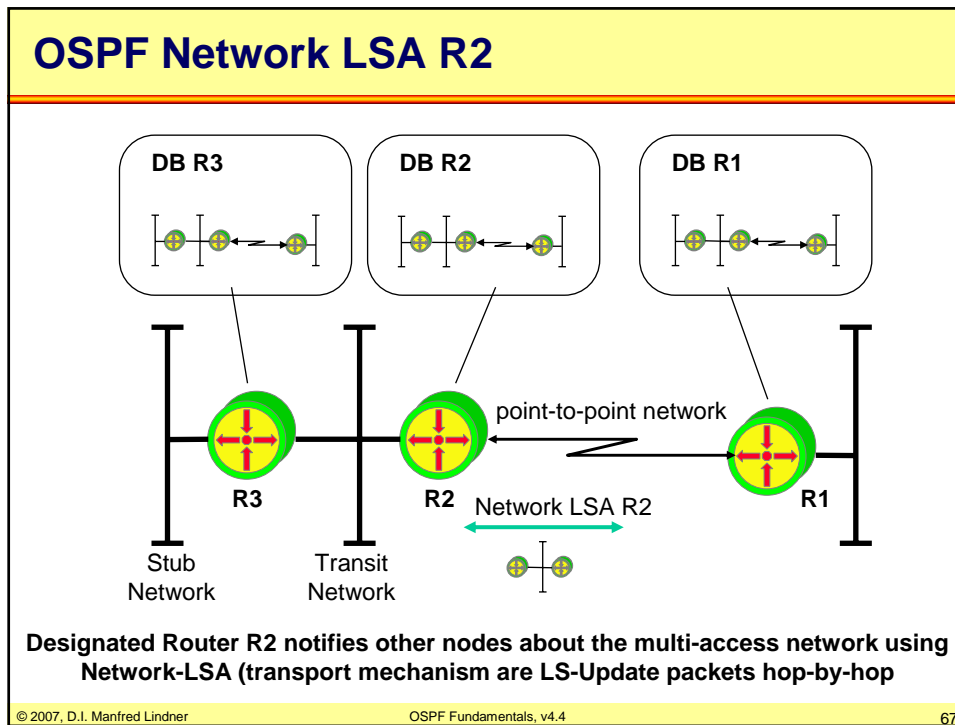 OSPF Network LSA R2
DB R3
DB R2
DB R1
point-to-point network
R3
R2
R1
Network LSA R2
Stub
Network
Transit
Network
Designated Router R2 notifies other nodes about the multi-access network using
Network-LSA (transport mechanism are LS-Update packets hop-by-hop
© 2007, D.I. Manfred Lindner
OSPF Fundamentals, v4.4
67